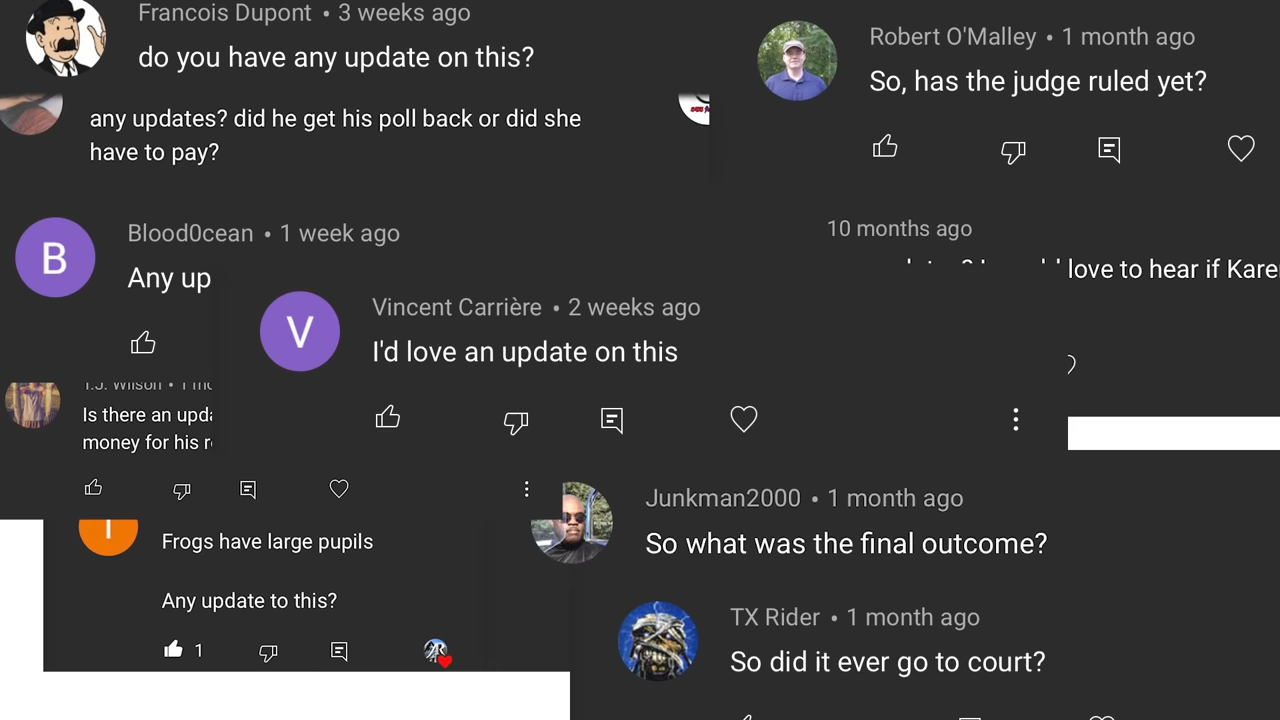 Francois Dupont • 3 weeks ago
do you have any update on this?
any updates? did he get his poll back or did she
have to pay?
Robert O'Malley • 1 month ago
So, has the judge ruled yet?
Blood0cean • 1 week ago
Any up
10 months ago
love to hear if Kare
V
Vincent Carrière • 2 weeks ago
I'd love an update on this
B
T.J. Wilson • 1 mo
Is there an upda
money for his r
Frogs have large pupils
Any update to this?
1
Junkman2000 • 1 month ago
So what was the final outcome?
TX Rider • 1 month ago
So did it ever go to court?